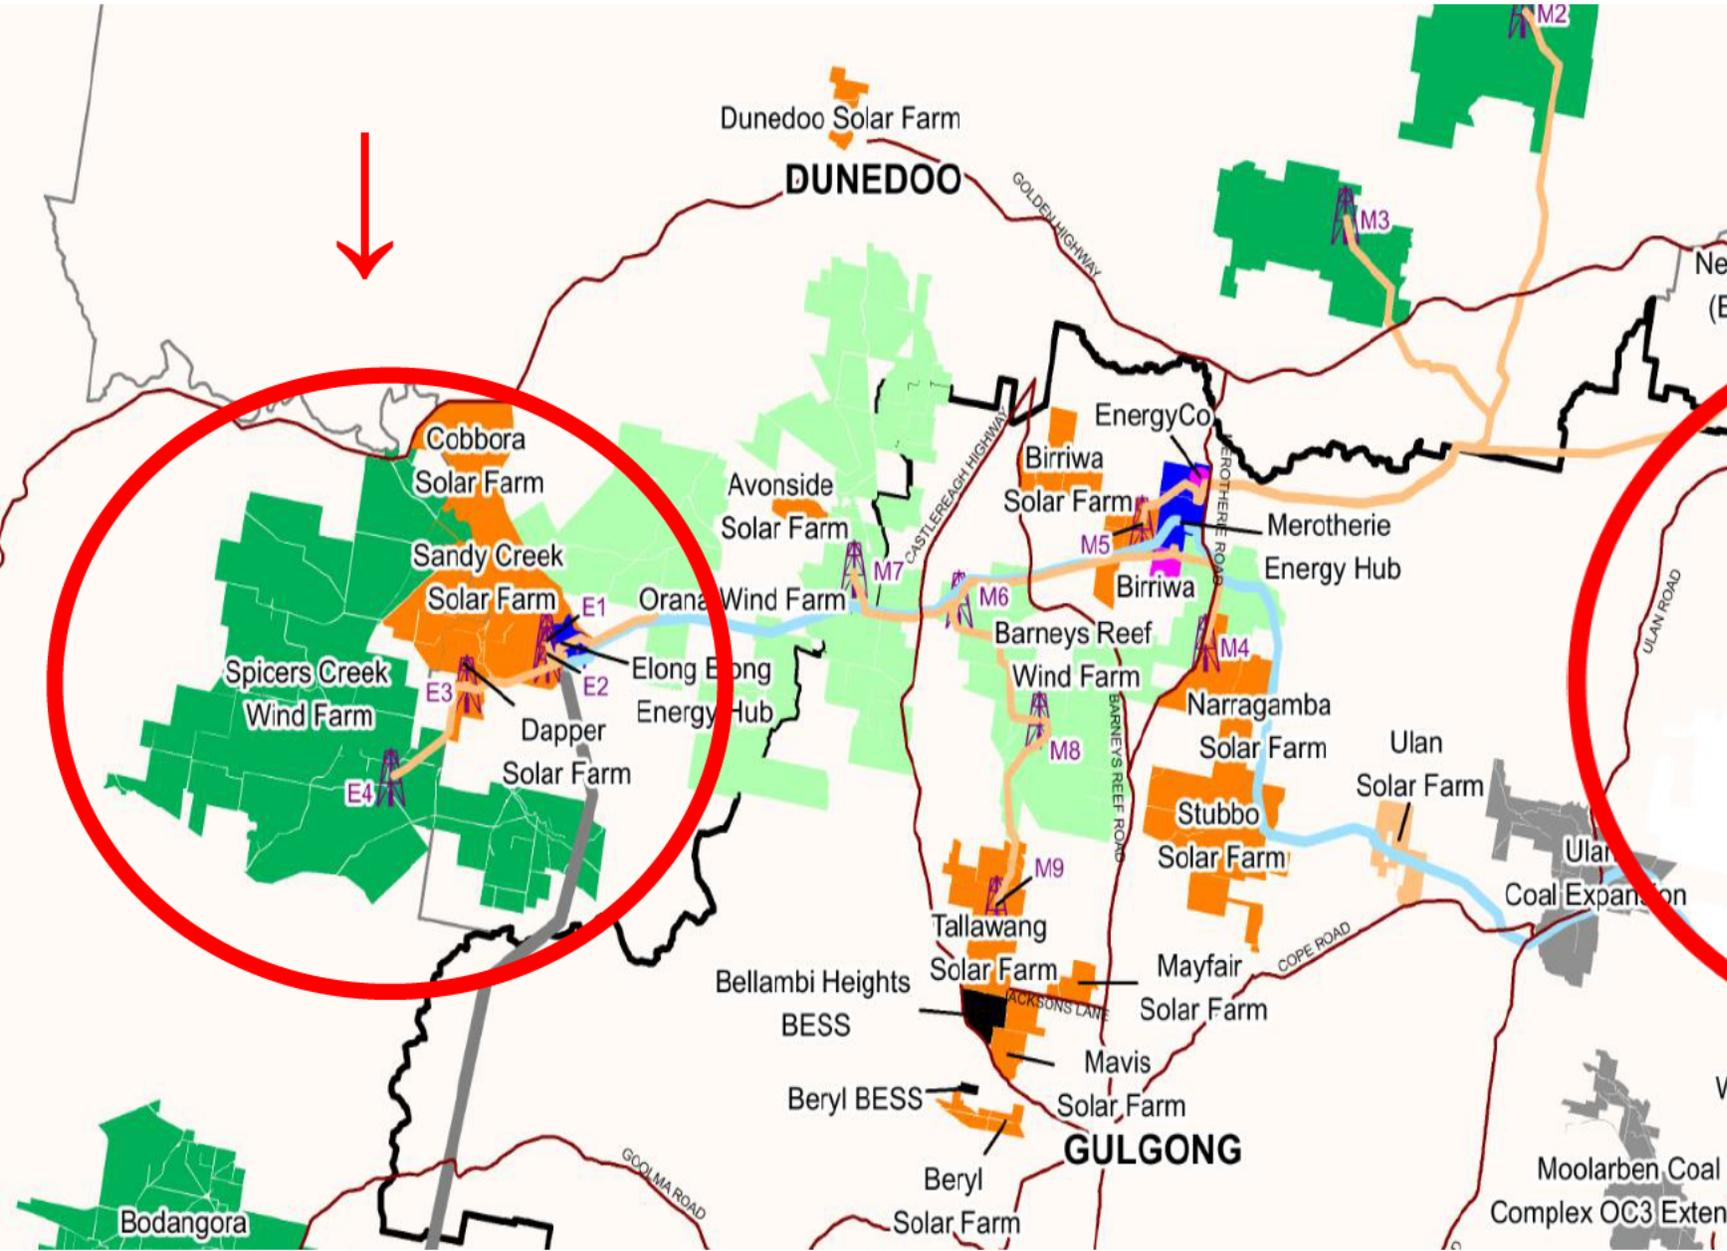 M2
Dunedoo Solar Farm
DUNEDOO
GOLDEN HIGHWAY
M3
Ne
(E
Cobbora
Solar Farm
Avonside
Solar Farm
CASTLEREAGH HIGHWAY
EnergyCo
Birriwa
Solar Farm
MEROTHERIE ROAD
Merotherie
Energy Hub
M5
Birriwa
Sandy Creek
Solar Farm
M7
M6
Orana Wind Farm
E1
E2
E3
E4
Elong Elong
Energy Hub
Spicers Creek
Wind Farm
Dapper
Solar Farm
Barneys Reef
Wind Farm
M4
ULAN ROAD
Narragamba
Solar Farm
M8
BARNEYS REEF ROAD
Ulan
Solar Farm
Stubbo
Solar Farm
Ulan
Coal Expansion
M9
Tallawang
Solar Farm
COPE ROAD
Bellambi Heights
BESS
JACKSONS LANE
Mayfair
Solar Farm
Mavis
Solar Farm
Beryl BESS
GULGONG
Beryl
Solar Farm
GOOLMA ROAD
Bodangora
Moolarben Coal
Complex OC3 Exten